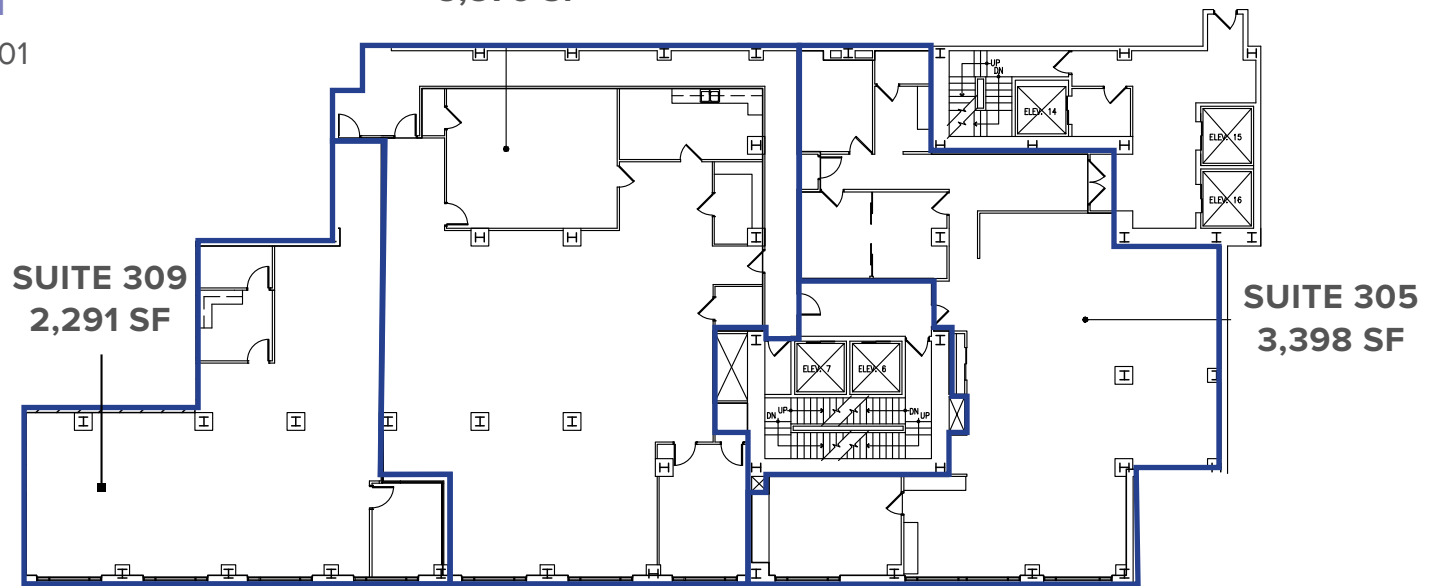 01
SUITE 309
2,291 SF
SUITE 305
3,398 SF
UP
DN
ELEV. 14
ELEV. 15
ELEV. 16
ELEV. 7
ELEV. 6
DN
UP
DN
UP